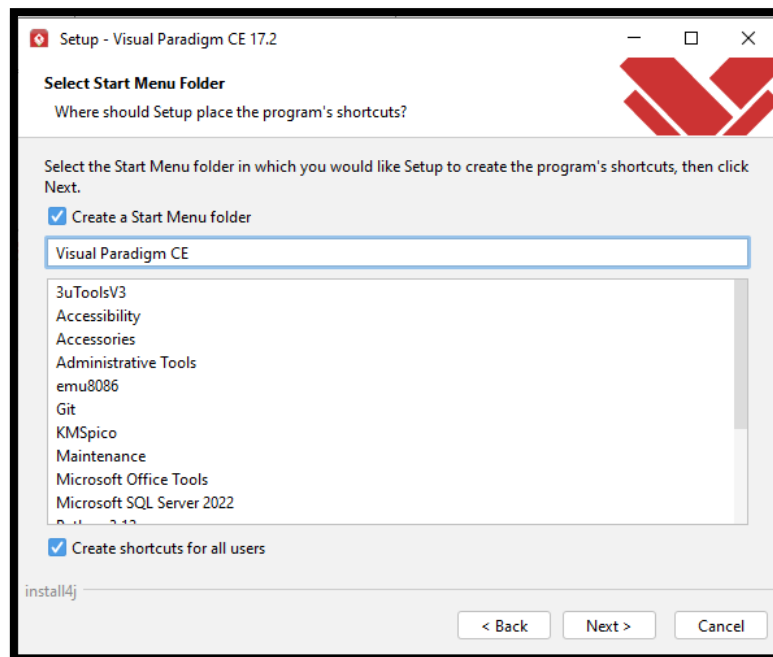 Setup - Visual Paradigm CE 17.2
Select Start Menu Folder
Where should Setup place the program's shortcuts?
Select the Start Menu folder in which you would like Setup to create the program's shortcuts, then click
Next.
Create a Start Menu folder
Visual Paradigm CE
3uToolsV3
Accessibility
Accessories
Administrative Tools
emu8086
Git
KMSpico
Maintenance
Microsoft Office Tools
Microsoft SQL Server 2022
Create shortcuts for all users
install4j
< Back Next > Cancel